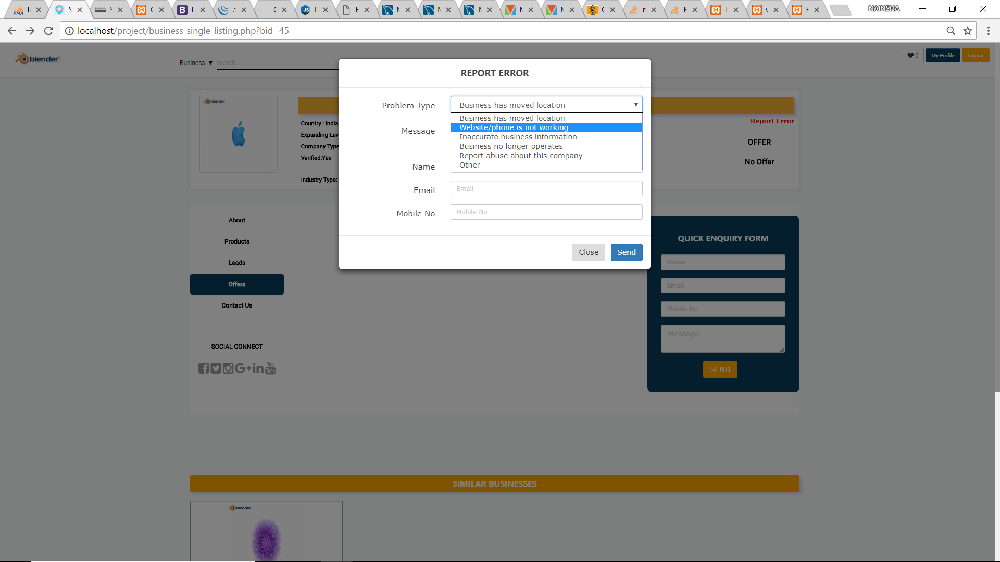 PMA
NAINSHA
localhost/project/business-single-listing.php?bid=45
blender
Business ▼ search...
0
My Profile
Logout
REPORT ERROR
Problem Type
Business has moved location
Business has moved location
Website/phone is not working
Inaccurate business information
Business no longer operates
Report abuse about this company
Other
Message
Name
Email
Email
Mobile No
Mobile No
Close
Send
blender
Country : India
Expanding Lev
Company Type
Verified:Yes
Industry Type:
Report Error
OFFER
No Offer
About
Products
Leads
Offers
Contact Us
SOCIAL CONNECT
You
Tube
QUICK ENQUIRY FORM
Name
Email
Mobile No
Message
SEND
SIMILAR BUSINESSES
blender